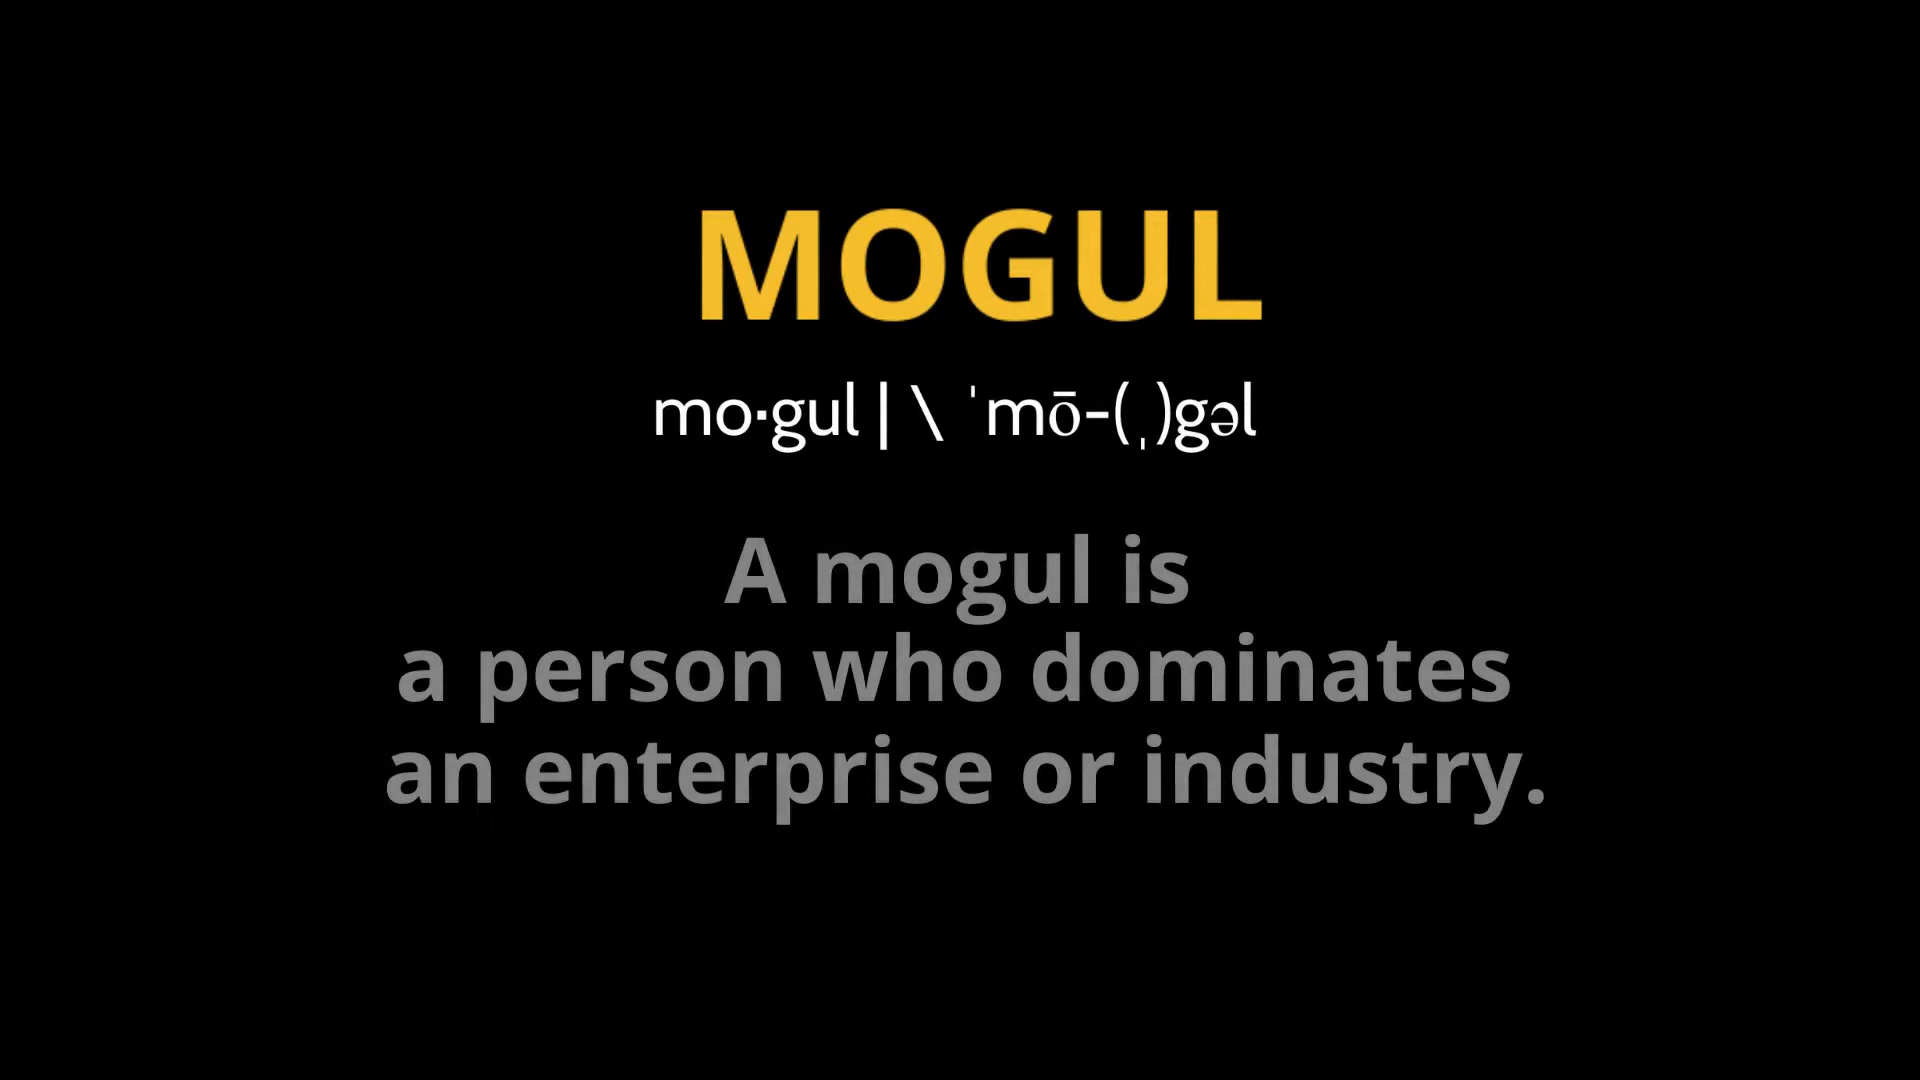 MOGUL
mo·gul | \ ˈmō-(ˌ)gəl
A mogul is
a person who dominates
an enterprise or industry.